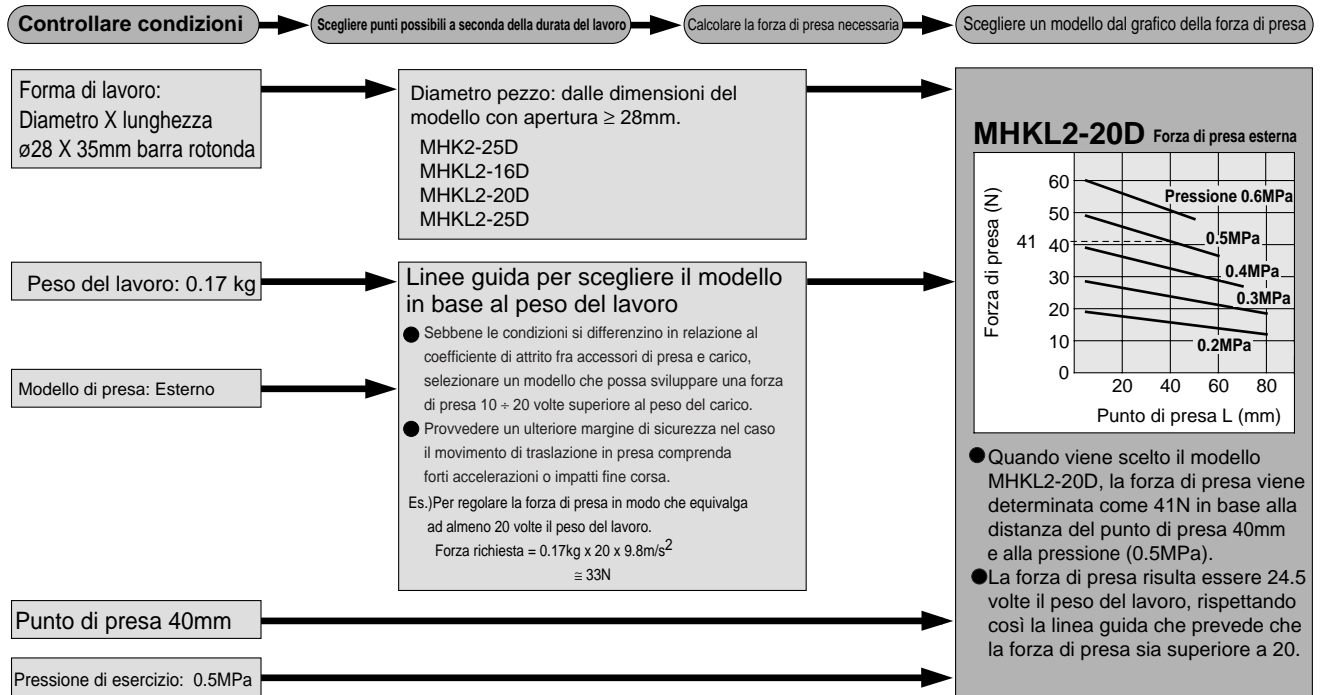 Controllare condizioni
Scegliere punti possibili a seconda della durata del lavoro
Calcolare la forza di presa necessaria
Scegliere un modello dal grafico della forza di presa
Forma di lavoro:
Diametro X lunghezza
ø28 X 35mm barra rotonda
Diametro pezzo: dalle dimensioni del
modello con apertura ≥ 28mm.
MHK2-25D
MHKL2-16D
MHKL2-20D
MHKL2-25D
Peso del lavoro: 0.17 kg
Modello di presa: Esterno
Linee guida per scegliere il modello
in base al peso del lavoro
● Sebbene le condizioni si differenzino in relazione al
coefficiente di attrito fra accessori di presa e carico,
selezionare un modello che possa sviluppare una forza
di presa 10 ÷ 20 volte superiore al peso del carico.
● Provvedere un ulteriore margine di sicurezza nel caso
il movimento di traslazione in presa comprenda
forti accelerazioni o impatti fine corsa.
Es.)Per regolare la forza di presa in modo che equivalga
ad almeno 20 volte il peso del lavoro.
Forza richiesta = 0.17kg x 20 x 9.8m/s²
≅ 33N
Punto di presa 40mm
Pressione di esercizio: 0.5MPa
MHKL2-20D Forza di presa esterna
Forza di presa (N)
60
50
41
40
30
20
10
0
Pressione 0.6MPa
0.5MPa
0.4MPa
0.3MPa
0.2MPa
20 40 60 80
Punto di presa L (mm)
● Quando viene scelto il modello
MHKL2-20D, la forza di presa viene
determinata come 41N in base alla
distanza del punto di presa 40mm
e alla pressione (0.5MPa).
● La forza di presa risulta essere 24.5
volte il peso del lavoro, rispettando
così la linea guida che prevede che
la forza di presa sia superiore a 20.